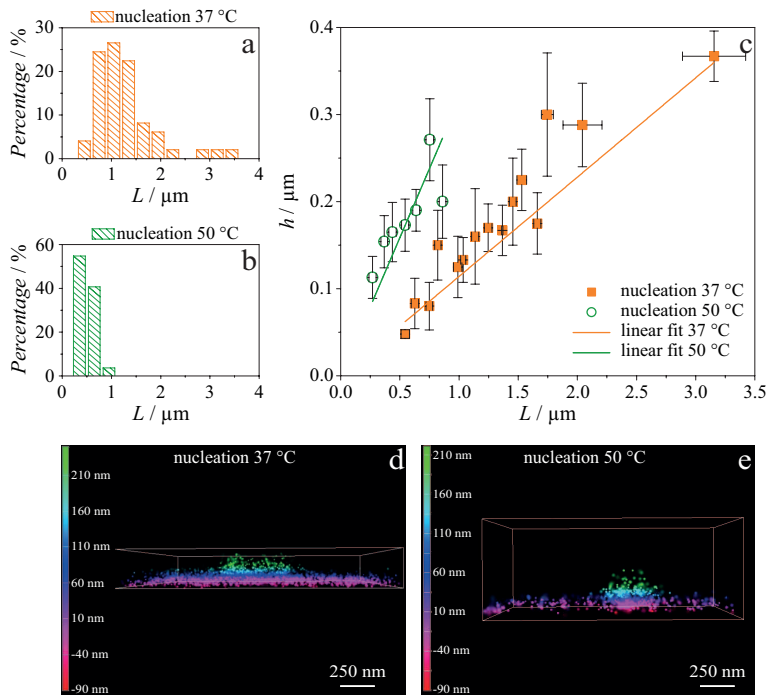 nucleation 37 °C
a
Percentage / %
30
20
10
0
0 1 2 3 4
L / µm
nucleation 50 °C
b
Percentage / %
60
40
20
0
0 1 2 3 4
L / µm
c
h / µm
0.4
0.3
0.2
0.1
0.0
0.0 0.5 1.0 1.5 2.0 2.5 3.0 3.5
L / µm
nucleation 37 °C
nucleation 50 °C
linear fit 37 °C
linear fit 50 °C
nucleation 37 °C
d
210 nm
160 nm
110 nm
60 nm
10 nm
-40 nm
-90 nm
250 nm
nucleation 50 °C
e
210 nm
160 nm
110 nm
60 nm
10 nm
-40 nm
-90 nm
250 nm